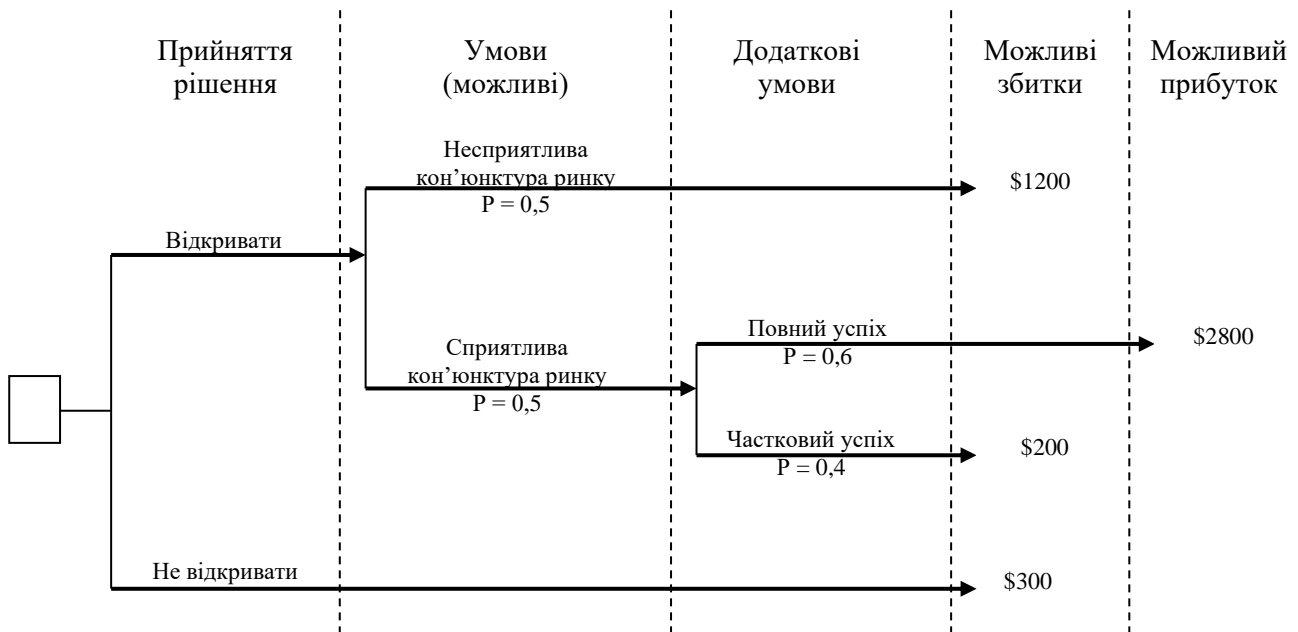 Прийняття
рішення
Умови
(можливі)
Додаткові
умови
Можливі
збитки
Можливий
прибуток
Несприятлива
кон’юнктура ринку
P = 0,5
$1200
Відкривати
Повний успіх
P = 0,6
$2800
Сприятлива
кон’юнктура ринку
P = 0,5
Частковий успіх
P = 0,4
$200
Не відкривати
$300